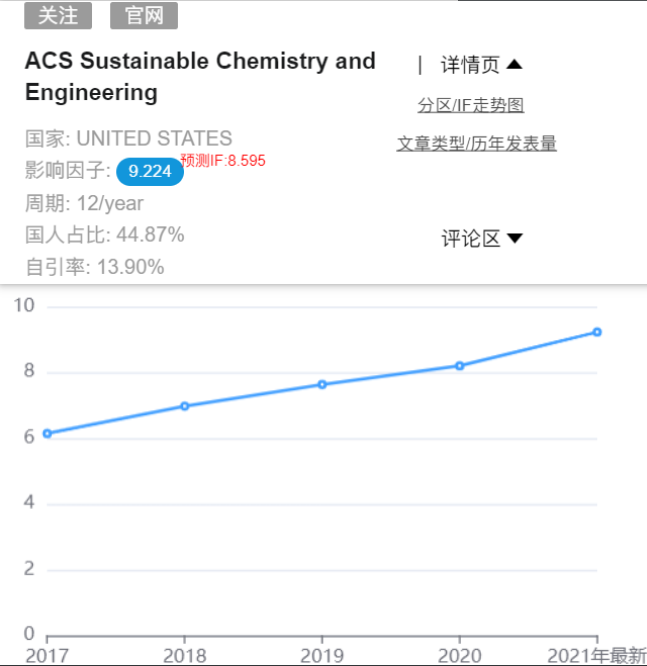 关注 官网
ACS Sustainable Chemistry and
Engineering
| 详情页
分区/IF走势图
国家: UNITED STATES
文章类型/历年发表量
影响因子: 9.224 预测IF:8.595
周期: 12/year
国人占比: 44.87%
评论区
自引率: 13.90%
10
8
6
4
2
0
2017 2018 2019 2020 2021年最新